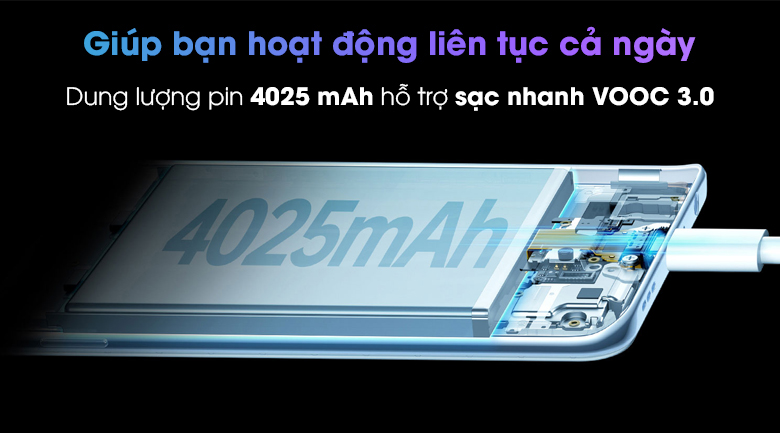 Giúp bạn hoạt động liên tục cả ngày
Dung lượng pin 4025 mAh hỗ trợ sạc nhanh VOOC 3.0
4025mAh